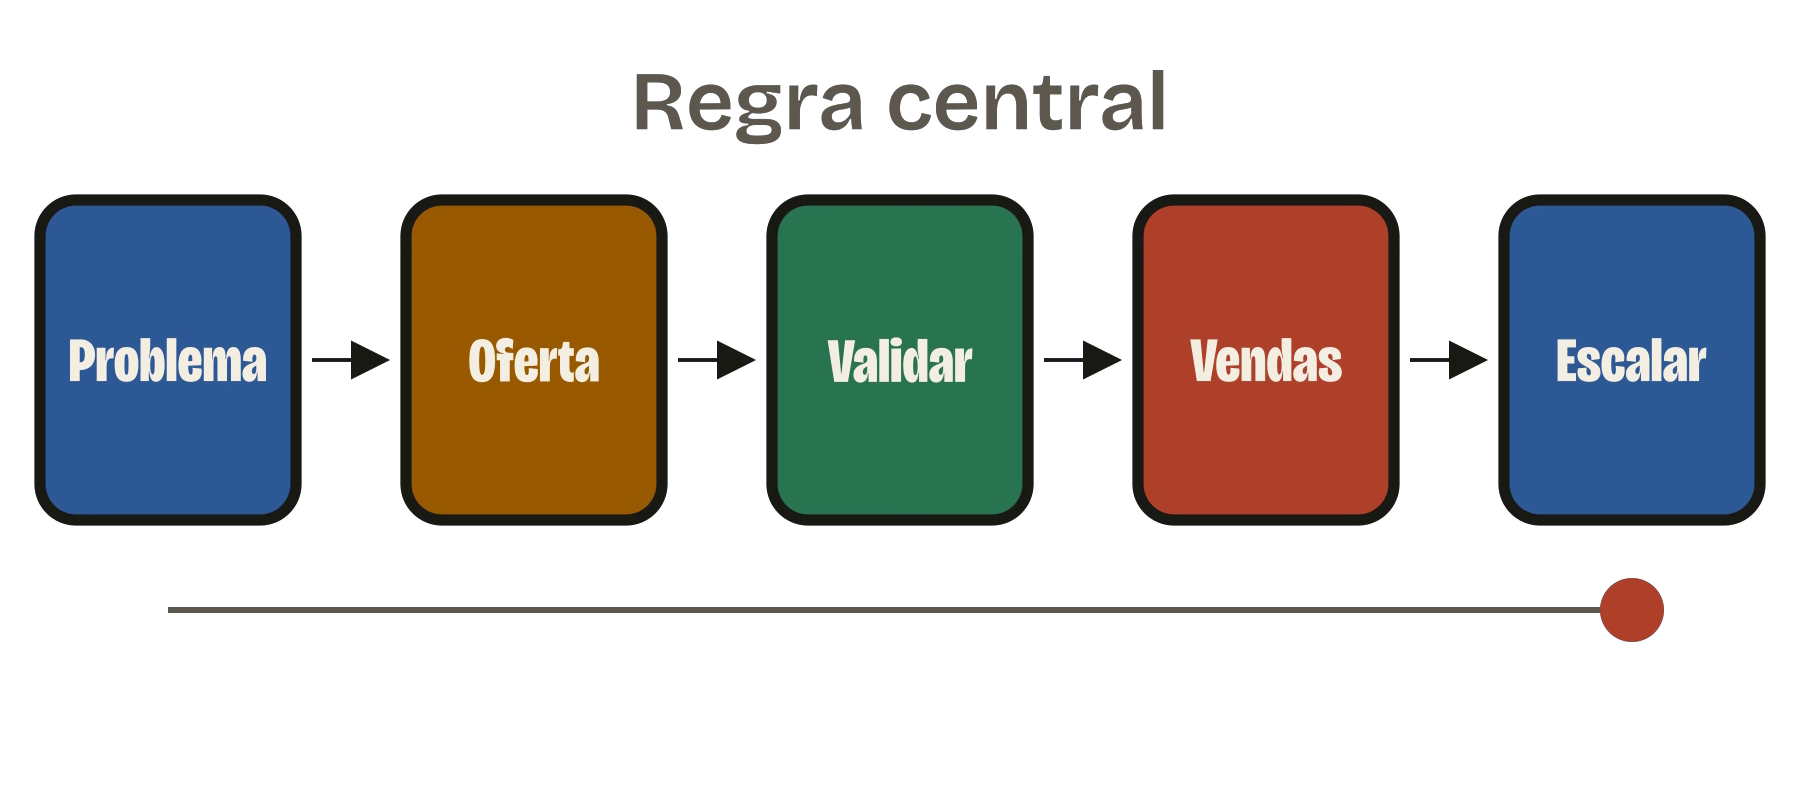 Regra central
Problema
Oferta
Validar
Vendas
Escalar